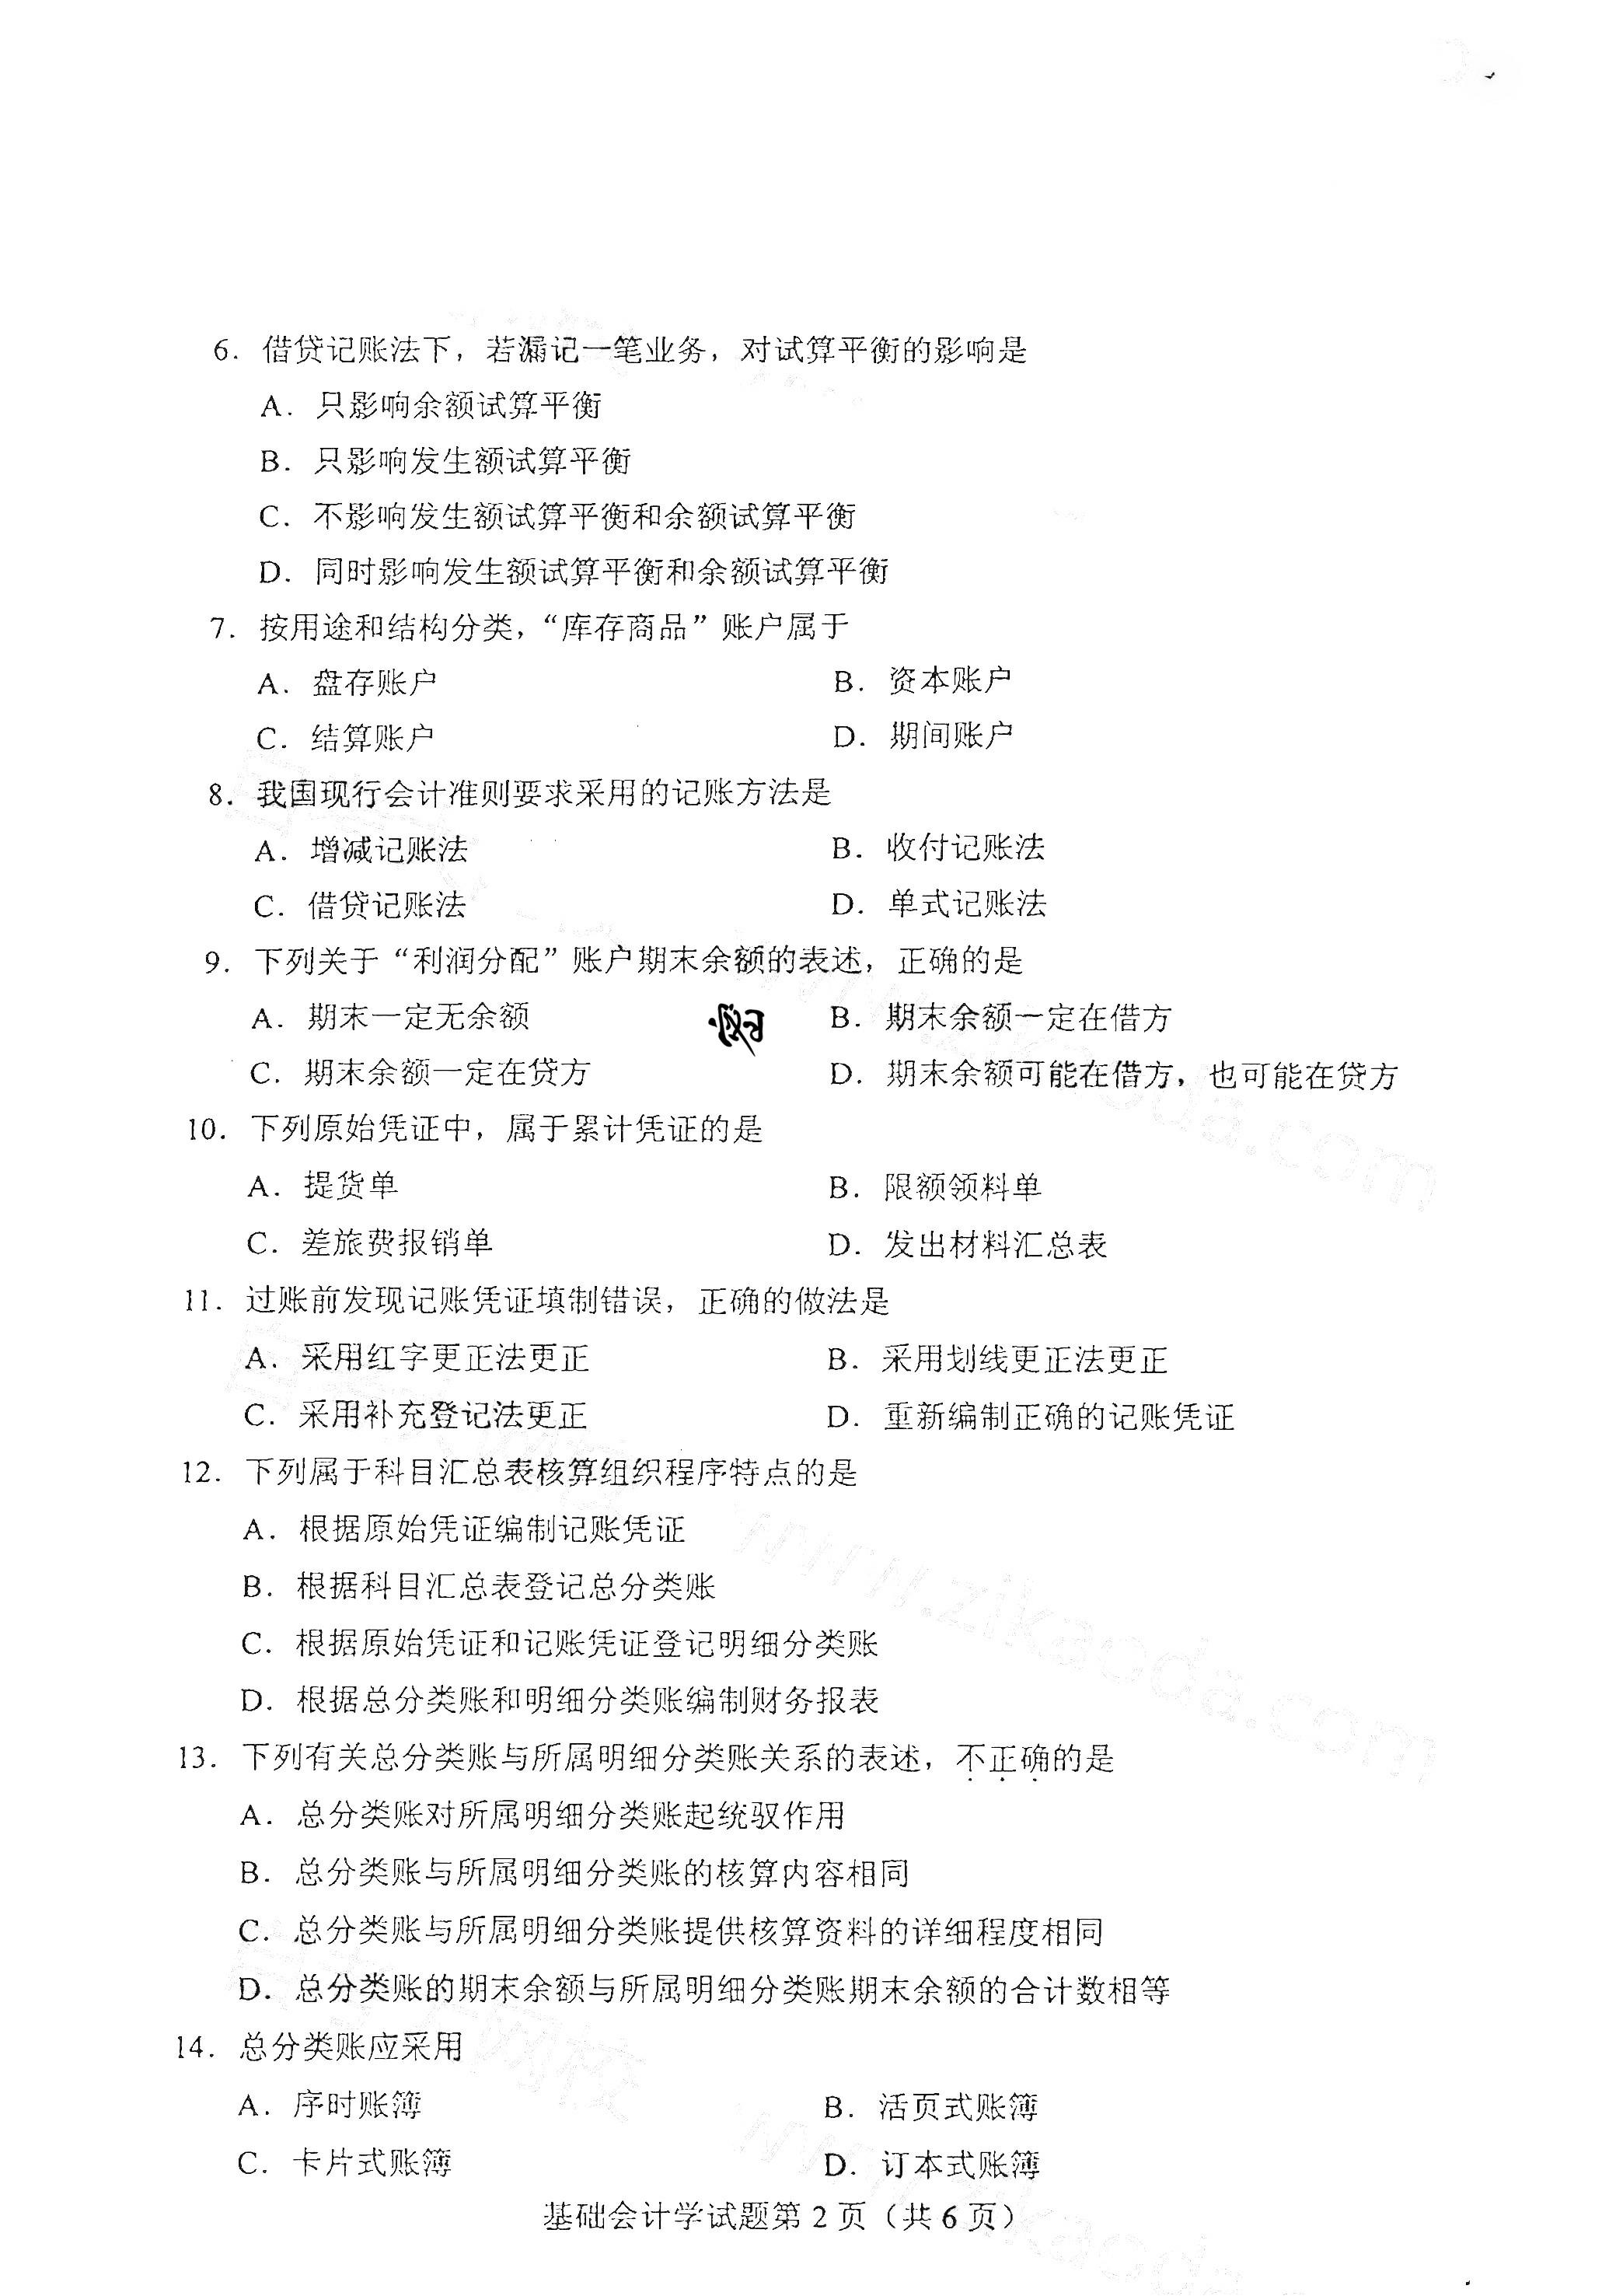 6. 借贷记账法下，若漏记一笔业务，对试算平衡的影响是
A. 只影响余额试算平衡
B. 只影响发生额试算平衡
C. 不影响发生额试算平衡和余额试算平衡
D. 同时影响发生额试算平衡和余额试算平衡
7. 按用途和结构分类，“库存商品”账户属于
A. 盘存账户 B. 资本账户
C. 结算账户 D. 期间账户
8. 我国现行会计准则要求采用的记账方法是
A. 增减记账法 B. 收付记账法
C. 借贷记账法 D. 单式记账法
9. 下列关于“利润分配”账户期末余额的表述，正确的是
A. 期末一定无余额 B. 期末余额一定在借方
C. 期末余额一定在贷方 D. 期末余额可能在借方，也可能在贷方
10. 下列原始凭证中，属于累计凭证的是
A. 提货单 B. 限额领料单
C. 差旅费报销单 D. 发出材料汇总表
11. 过账前发现记账凭证填制错误，正确的做法是
A. 采用红字更正法更正 B. 采用划线更正法更正
C. 采用补充登记法更正 D. 重新编制正确的记账凭证
12. 下列属于科目汇总表核算组织程序特点的是
A. 根据原始凭证编制记账凭证
B. 根据科目汇总表登记总分类账
C. 根据原始凭证和记账凭证登记明细分类账
D. 根据总分类账和明细分类账编制财务报表
13. 下列有关总分类账与所属明细分类账关系的表述，不正确的是
A. 总分类账对所属明细分类账起统驭作用
B. 总分类账与所属明细分类账的核算内容相同
C. 总分类账与所属明细分类账提供核算资料的详细程度相同
D. 总分类账的期末余额与所属明细分类账期末余额的合计数相等
14. 总分类账应采用
A. 序时账簿 B. 活页式账簿
C. 卡片式账簿 D. 订本式账簿
基础会计学试题第 2 页（共 6 页）
www.zikaoda.com